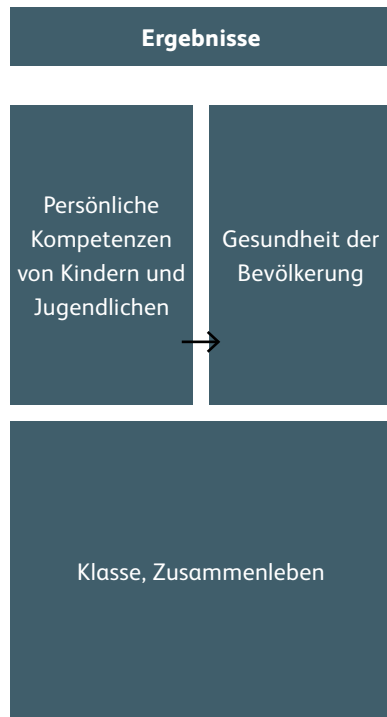 Ergebnisse
Persönliche
Kompetenzen
von Kindern und
Jugendlichen
Gesundheit der
Bevölkerung
Klasse, Zusammenleben